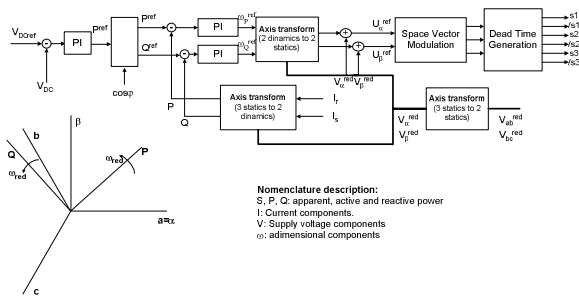 V_DCref
PI
P^ref
V_DC
cosφ
P^ref
Q^ref
PI
PI
ω_P^ref
ω_Q^ref
Axis transform
(2 dinamics to 2
statics)
U_α^ref
U_β^ref
V_α^red
V_β^red
Space Vector
Modulation
Dead Time
Generation
s1
/s1
s2
/s2
s3
/s3
P
Q
Axis transform
(3 statics to 2
dinamics)
I_r
I_s
V_α^red
V_β^red
Axis transform
(3 statics to 2
statics)
V_ab^red
V_bc^red
β
b
Q
P
ω_red
ω_red
a=α
c
Nomenclature description:
S, P, Q: apparent, active and reactive power
I: Current components.
V: Supply voltage components
ω: adimensional components